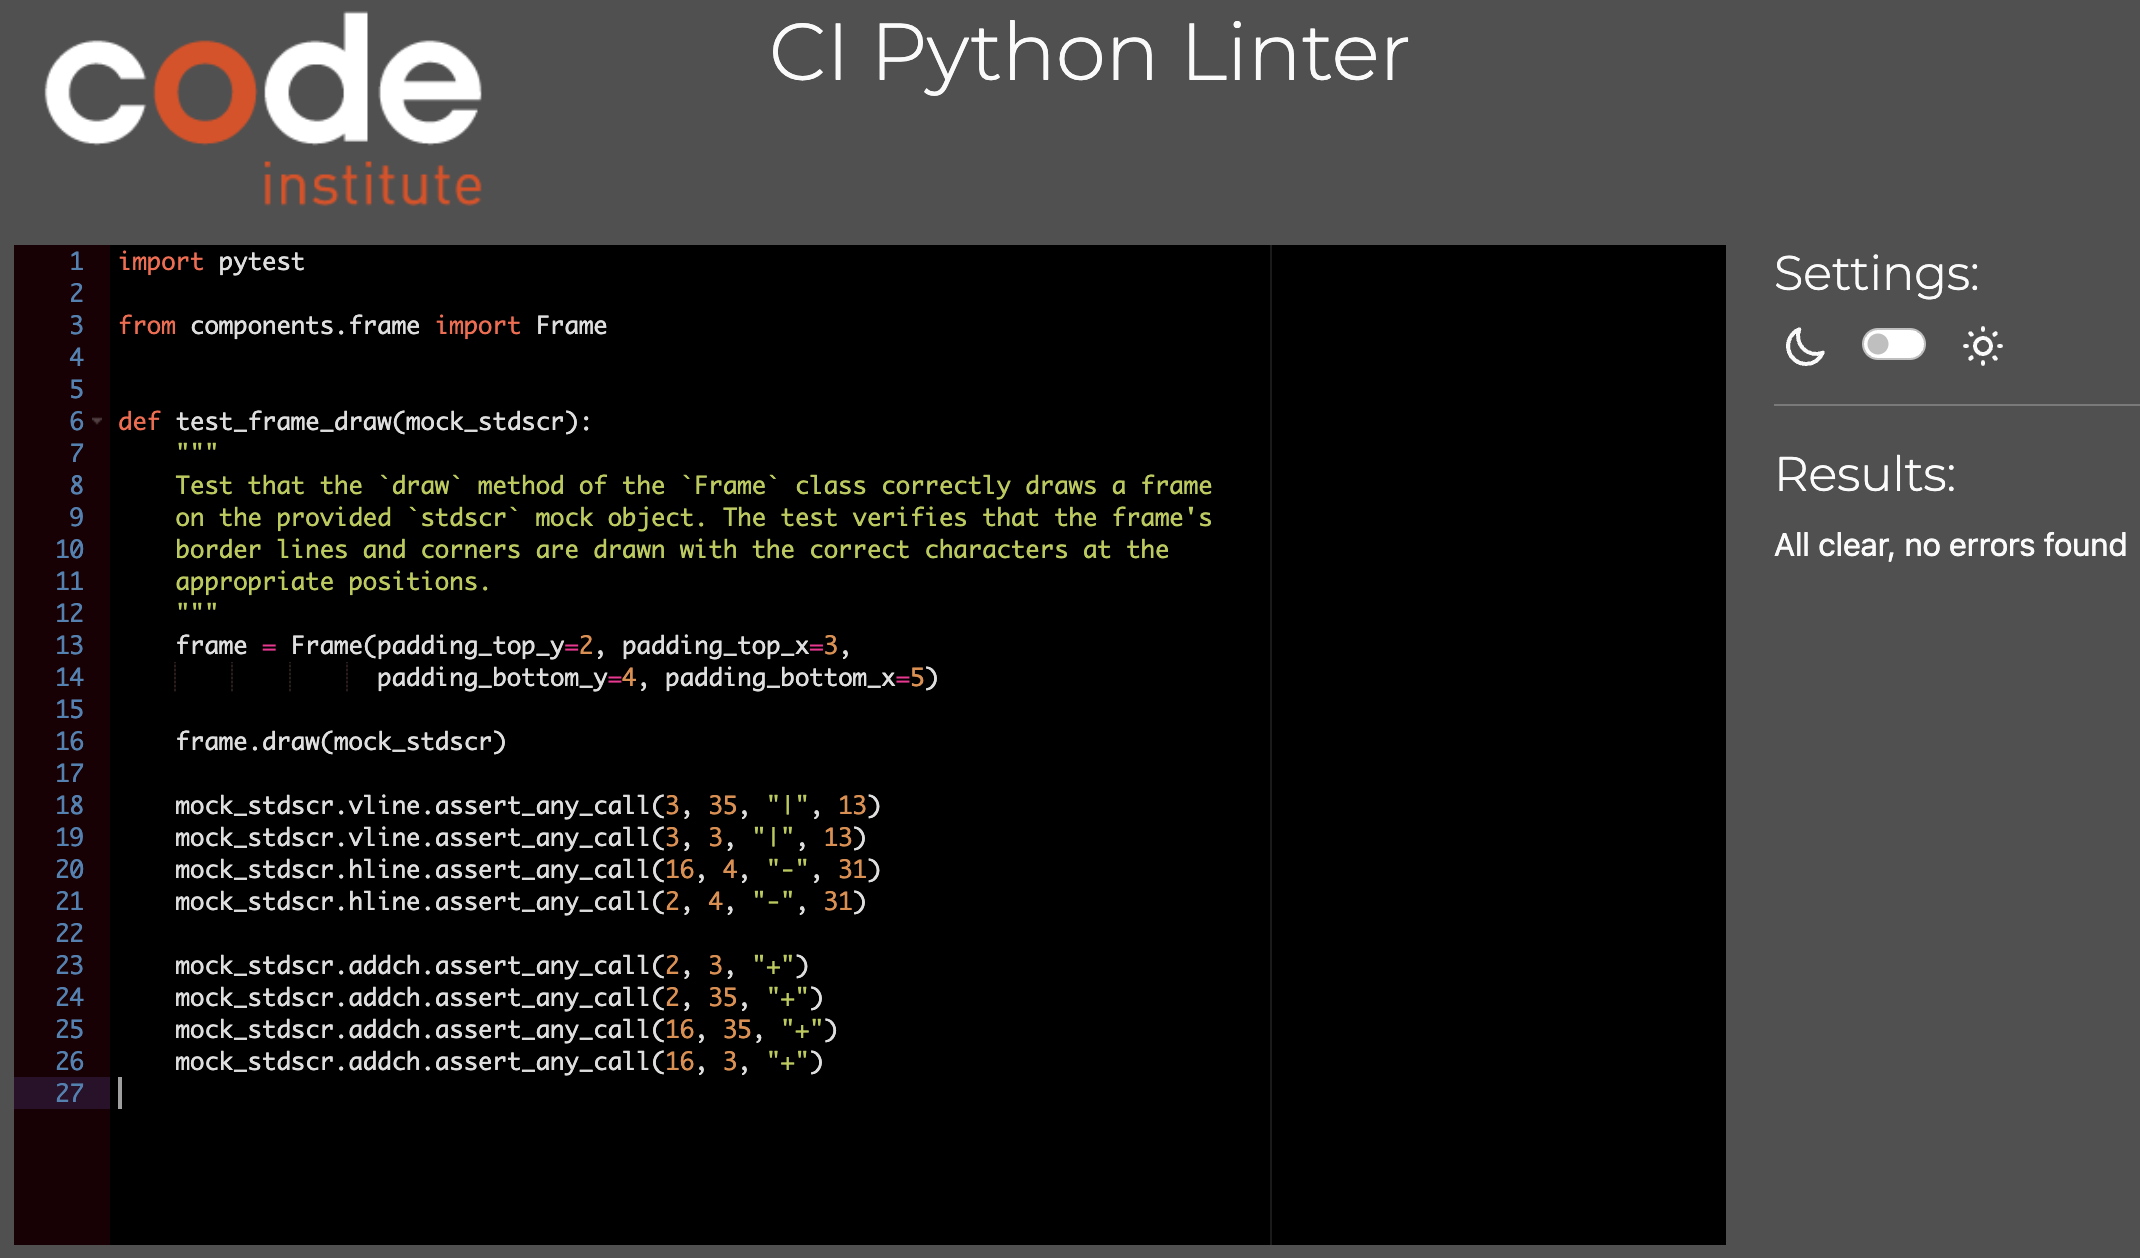 code
institute
CI Python Linter
1 import pytest
2
3 from components.frame import Frame
4
5
6 def test_frame_draw(mock_stdscr):
7     """
8     Test that the `draw` method of the `Frame` class correctly draws a frame
9     on the provided `stdscr` mock object. The test verifies that the frame's
10     border lines and corners are drawn with the correct characters at the
11     appropriate positions.
12     """
13     frame = Frame(padding_top_y=2, padding_top_x=3,
14                   padding_bottom_y=4, padding_bottom_x=5)
15
16     frame.draw(mock_stdscr)
17
18     mock_stdscr.vline.assert_any_call(3, 35, "|", 13)
19     mock_stdscr.vline.assert_any_call(3, 3, "|", 13)
20     mock_stdscr.hline.assert_any_call(16, 4, "-", 31)
21     mock_stdscr.hline.assert_any_call(2, 4, "-", 31)
22
23     mock_stdscr.addch.assert_any_call(2, 3, "+")
24     mock_stdscr.addch.assert_any_call(2, 35, "+")
25     mock_stdscr.addch.assert_any_call(16, 35, "+")
26     mock_stdscr.addch.assert_any_call(16, 3, "+")
27
Settings:
Results:
All clear, no errors found